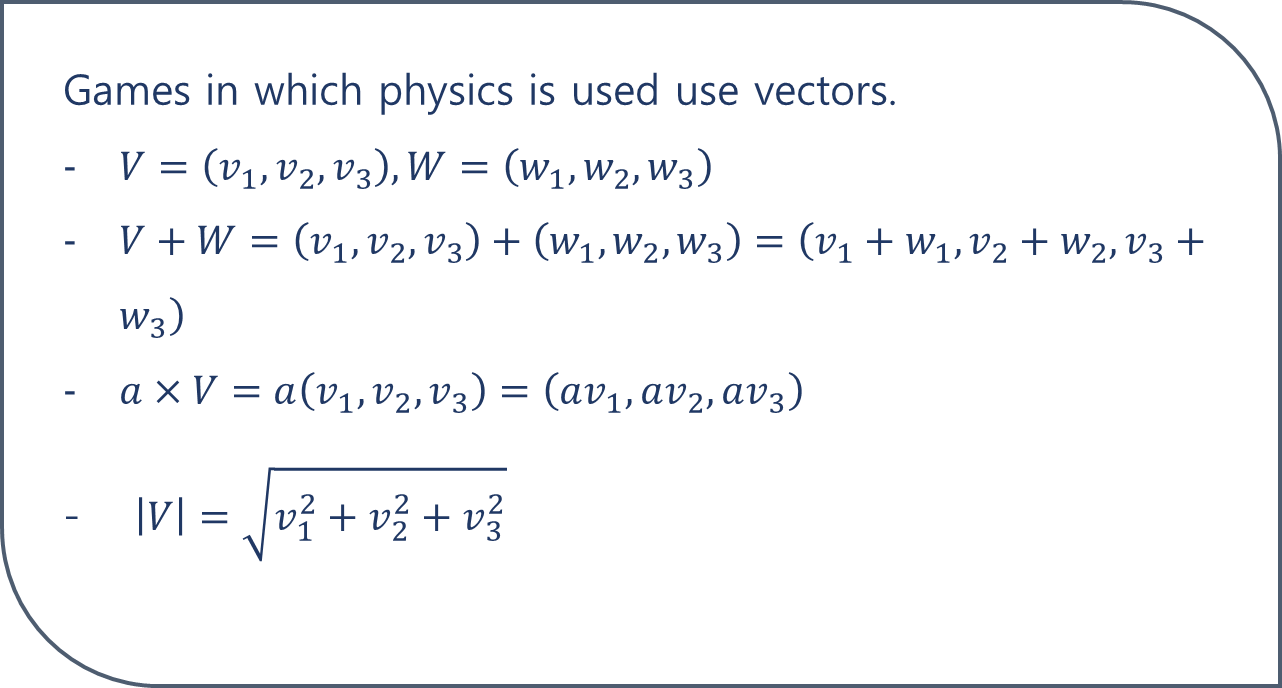 Games in which physics is used use vectors.
- V = (v₁, v₂, v₃), W = (w₁, w₂, w₃)
- V + W = (v₁, v₂, v₃) + (w₁, w₂, w₃) = (v₁ + w₁, v₂ + w₂, v₃ +
w₃)
- a × V = a(v₁, v₂, v₃) = (av₁, av₂, av₃)
- |V| = √(v₁² + v₂² + v₃²)